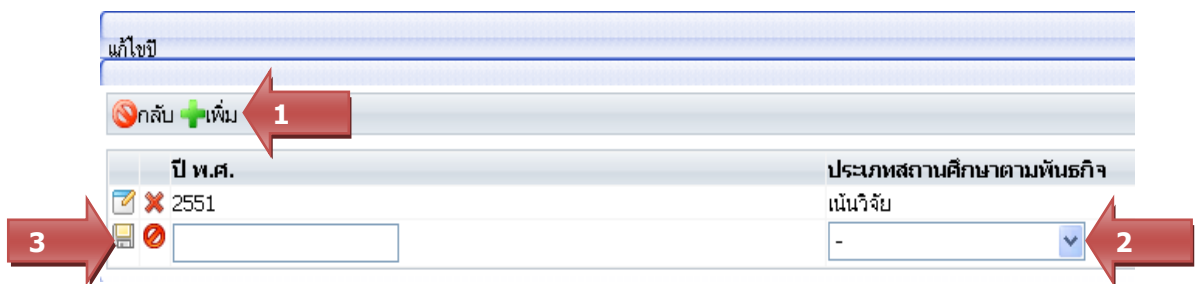 แก้ไขปี
กลับ เพิ่ม 1
ปี พ.ศ. ประเภทสถานศึกษาตามพันธกิจ
2551 เน้นวิจัย
3 - 2